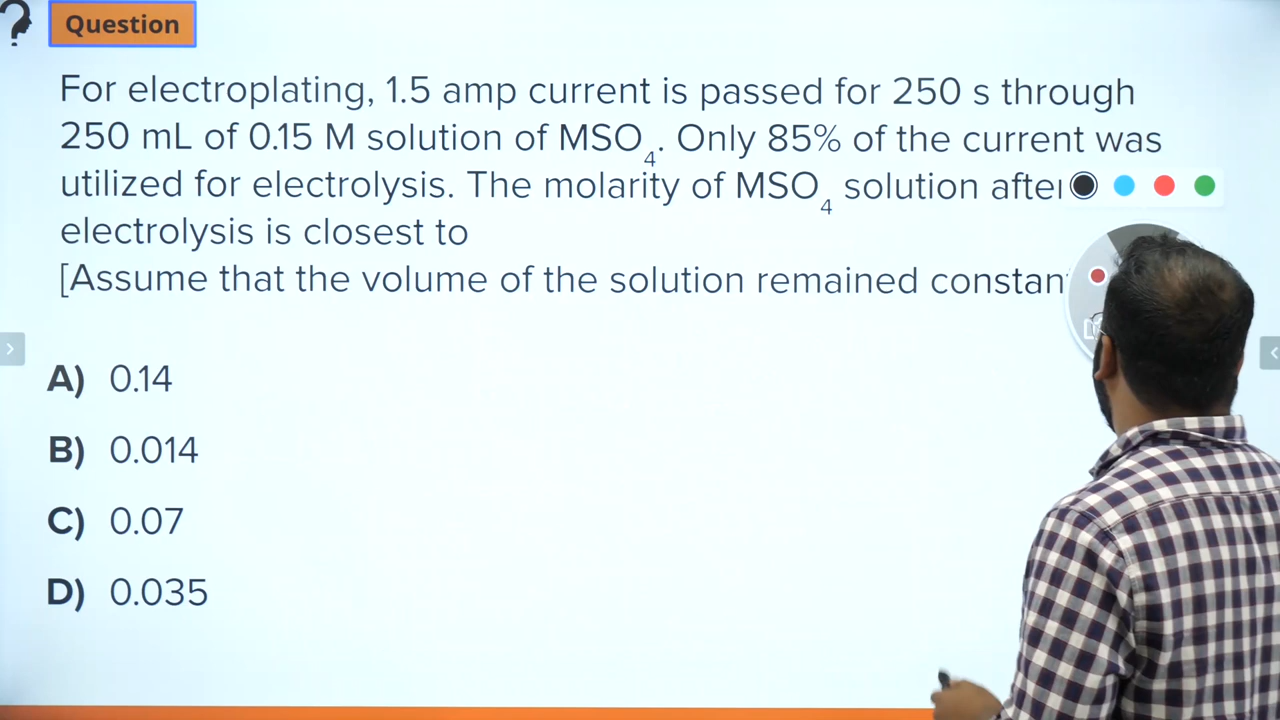 Question
For electroplating, 1.5 amp current is passed for 250 s through
250 mL of 0.15 M solution of MSO₄. Only 85% of the current was
utilized for electrolysis. The molarity of MSO₄ solution after
electrolysis is closest to
[Assume that the volume of the solution remained constan
A) 0.14
B) 0.014
C) 0.07
D) 0.035